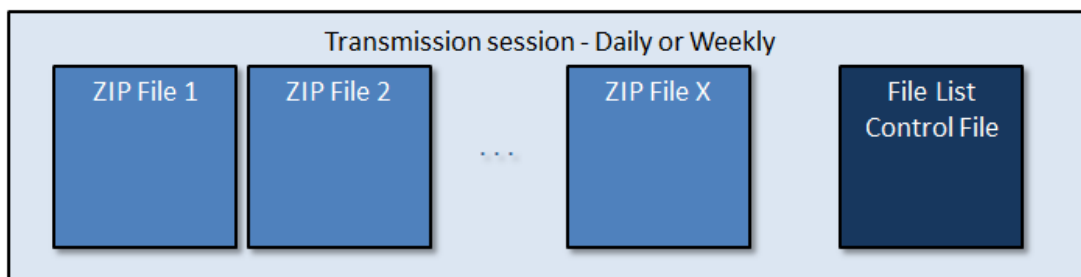 Transmission session - Daily or Weekly
ZIP File 1
ZIP File 2
...
ZIP File X
File List
Control File